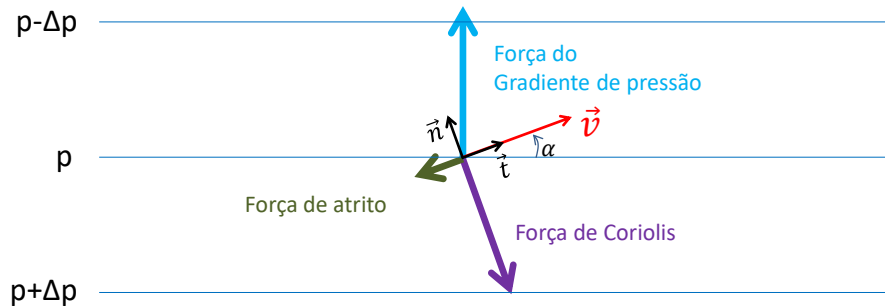 p-Δp
Força do
Gradiente de pressão
n⃗
v⃗
p
t⃗
α
Força de atrito
Força de Coriolis
p+Δp